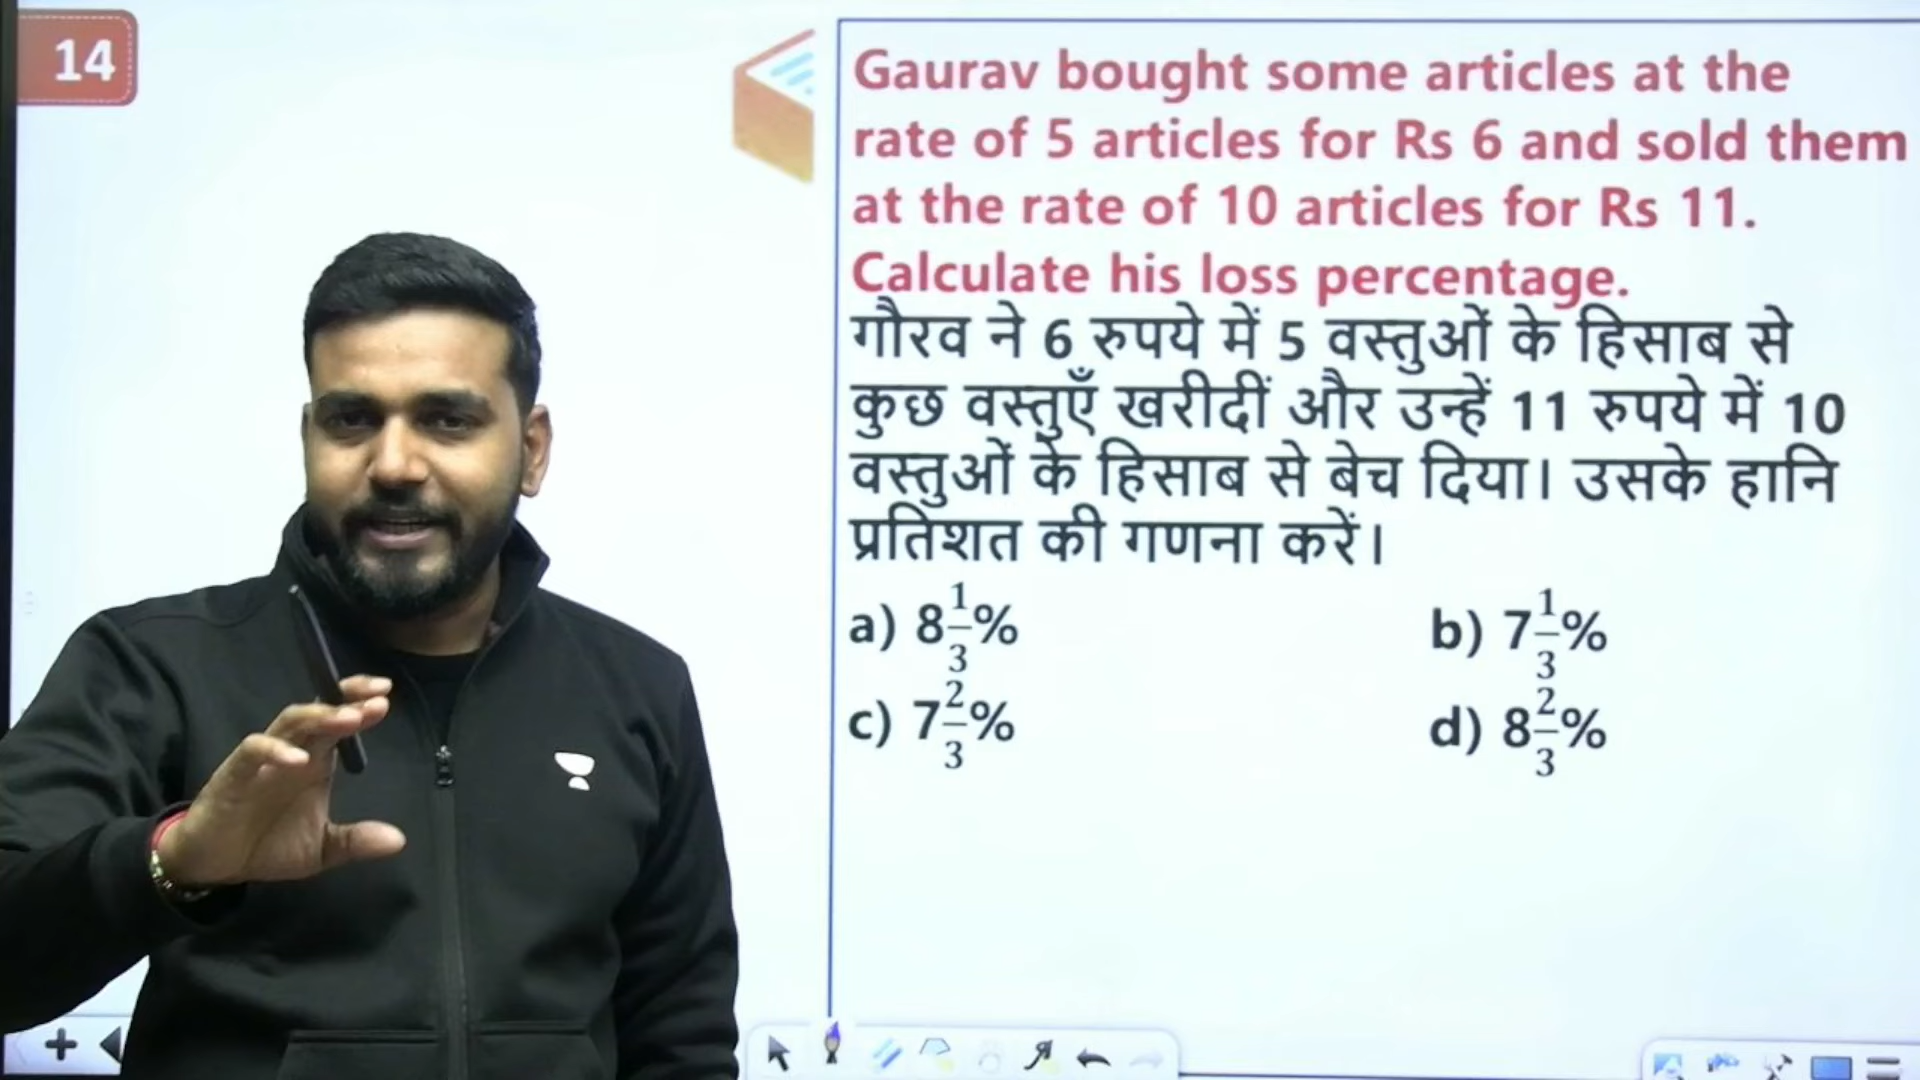 14
Gaurav bought some articles at the
rate of 5 articles for Rs 6 and sold them
at the rate of 10 articles for Rs 11.
Calculate his loss percentage.
गौरव ने 6 रुपये में 5 वस्तुओं के हिसाब से
कुछ वस्तुएँ खरीदीं और उन्हें 11 रुपये में 10
वस्तुओं के हिसाब से बेच दिया। उसके हानि
प्रतिशत की गणना करें।
a) 8 1/3% b) 7 1/3%
c) 7 2/3% d) 8 2/3%